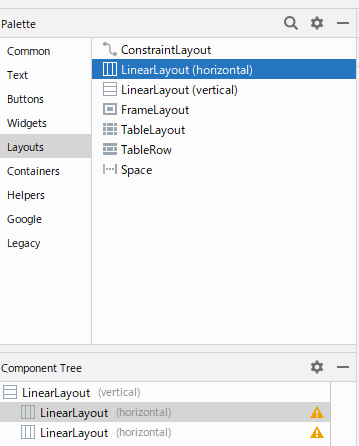 Palette
Common
Text
Buttons
Widgets
Layouts
Containers
Helpers
Google
Legacy
ConstraintLayout
LinearLayout (horizontal)
LinearLayout (vertical)
FrameLayout
TableLayout
TableRow
Space
Component Tree
LinearLayout (vertical)
LinearLayout (horizontal)
LinearLayout (horizontal)